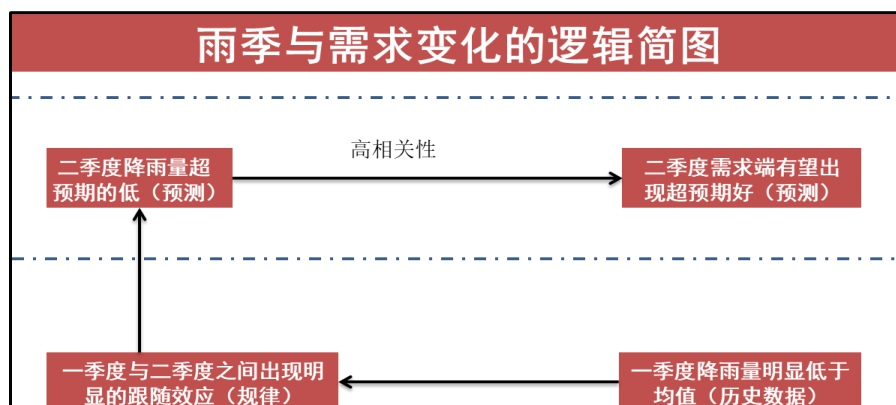 雨季与需求变化的逻辑简图
高相关性
二季度降雨量超
预期的低（预测）
二季度需求端有望出
现超预期好（预测）
一季度与二季度之间出现明
显的跟随效应（规律）
一季度降雨量明显低于
均值（历史数据）